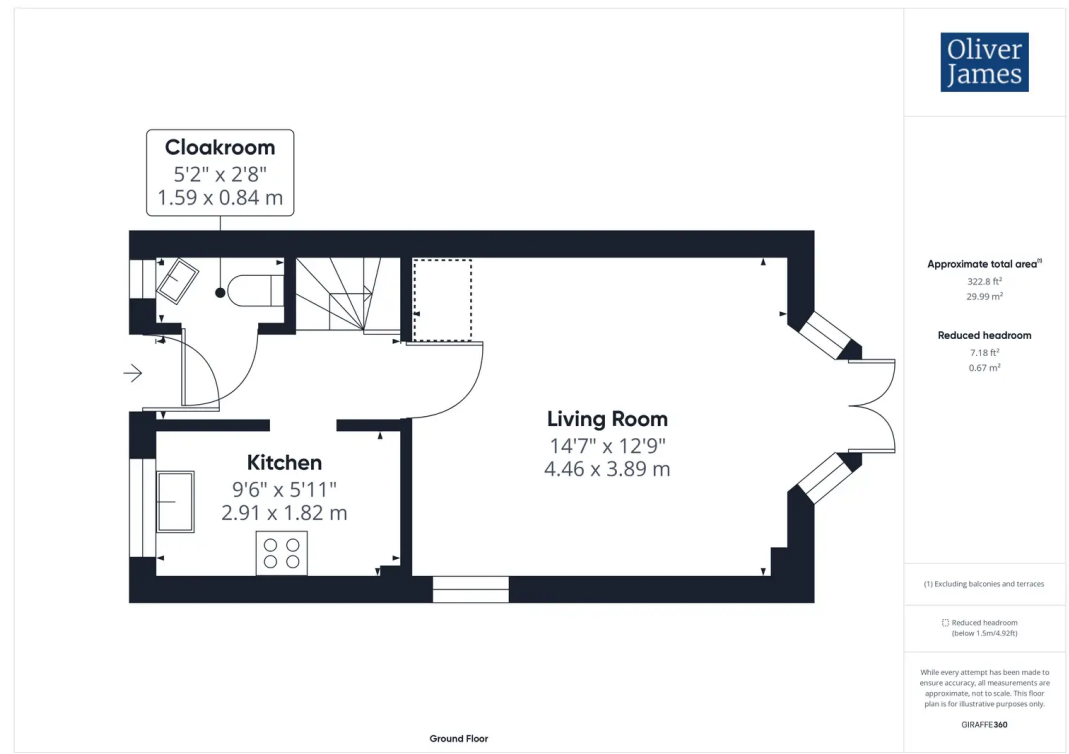 Oliver
James
Cloakroom
5'2" x 2'8"
1.59 x 0.84 m
Approximate total area(1)
322.8 ft²
29.99 m²
Reduced headroom
7.18 ft²
0.67 m²
Living Room
14'7" x 12'9"
4.46 x 3.89 m
Kitchen
9'6" x 5'11"
2.91 x 1.82 m
(1) Excluding balconies and terraces
Reduced headroom
(below 1.5m/4.92ft)
While every attempt has been made to
ensure accuracy, all measurements are
approximate, not to scale. This floor
plan is for illustrative purposes only.
GIRAFFE360
Ground Floor